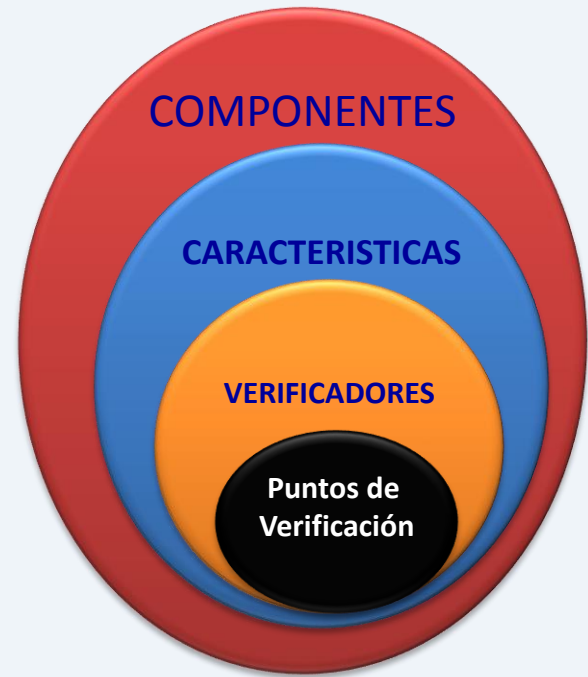 COMPONENTES
CARACTERISTICAS
VERIFICADORES
Puntos de
Verificación